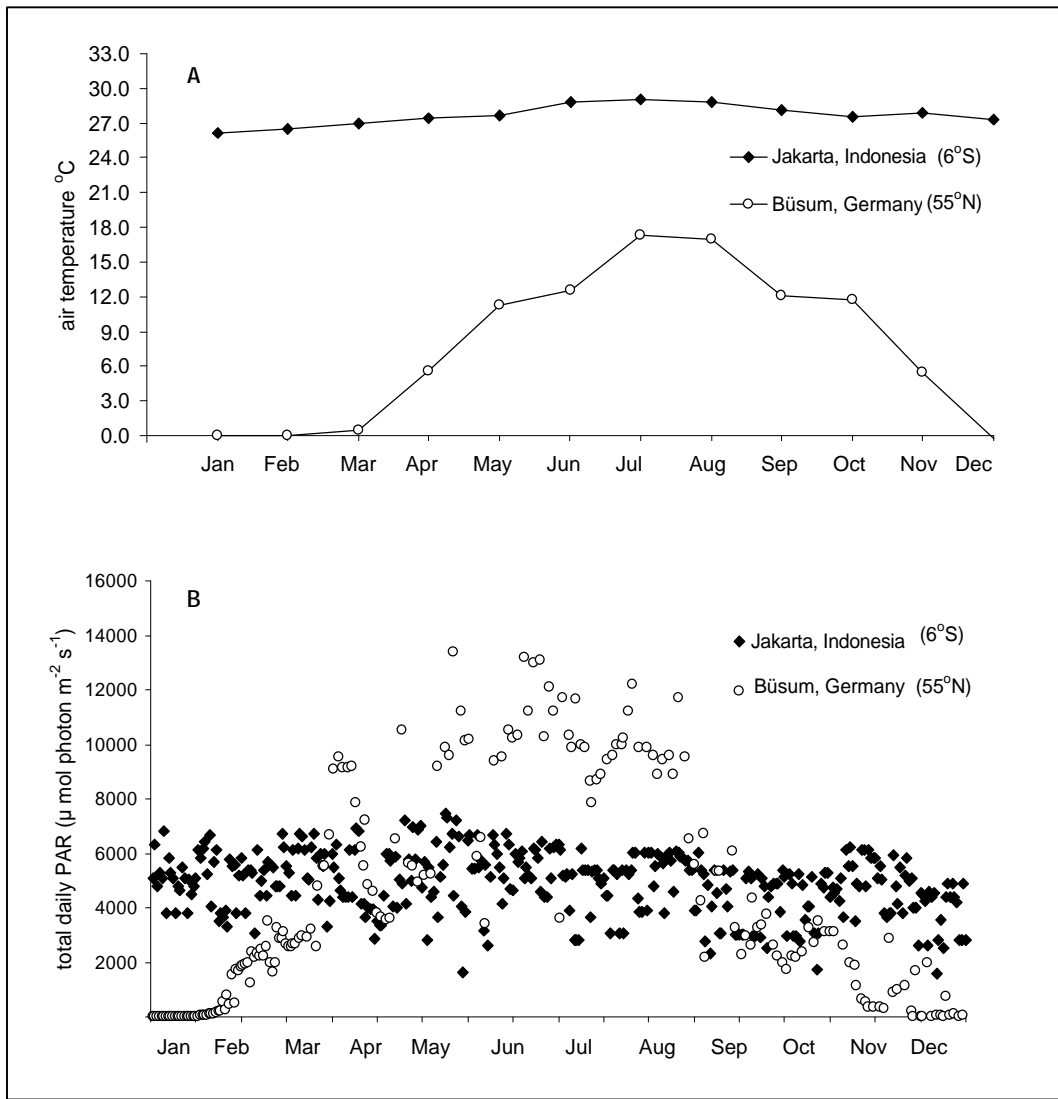 A
33.0
30.0
27.0
24.0
21.0
18.0
15.0
12.0
9.0
6.0
3.0
0.0
air temperature °C
Jakarta, Indonesia (6°S)
Büsum, Germany (55°N)
Jan Feb Mar Apr May Jun Jul Aug Sep Oct Nov Dec
B
16000
14000
12000
10000
8000
6000
4000
2000
total daily PAR (µ mol photon m-2 s-1)
Jakarta, Indonesia (6°S)
Büsum, Germany (55°N)
Jan Feb Mar Apr May Jun Jul Aug Sep Oct Nov Dec